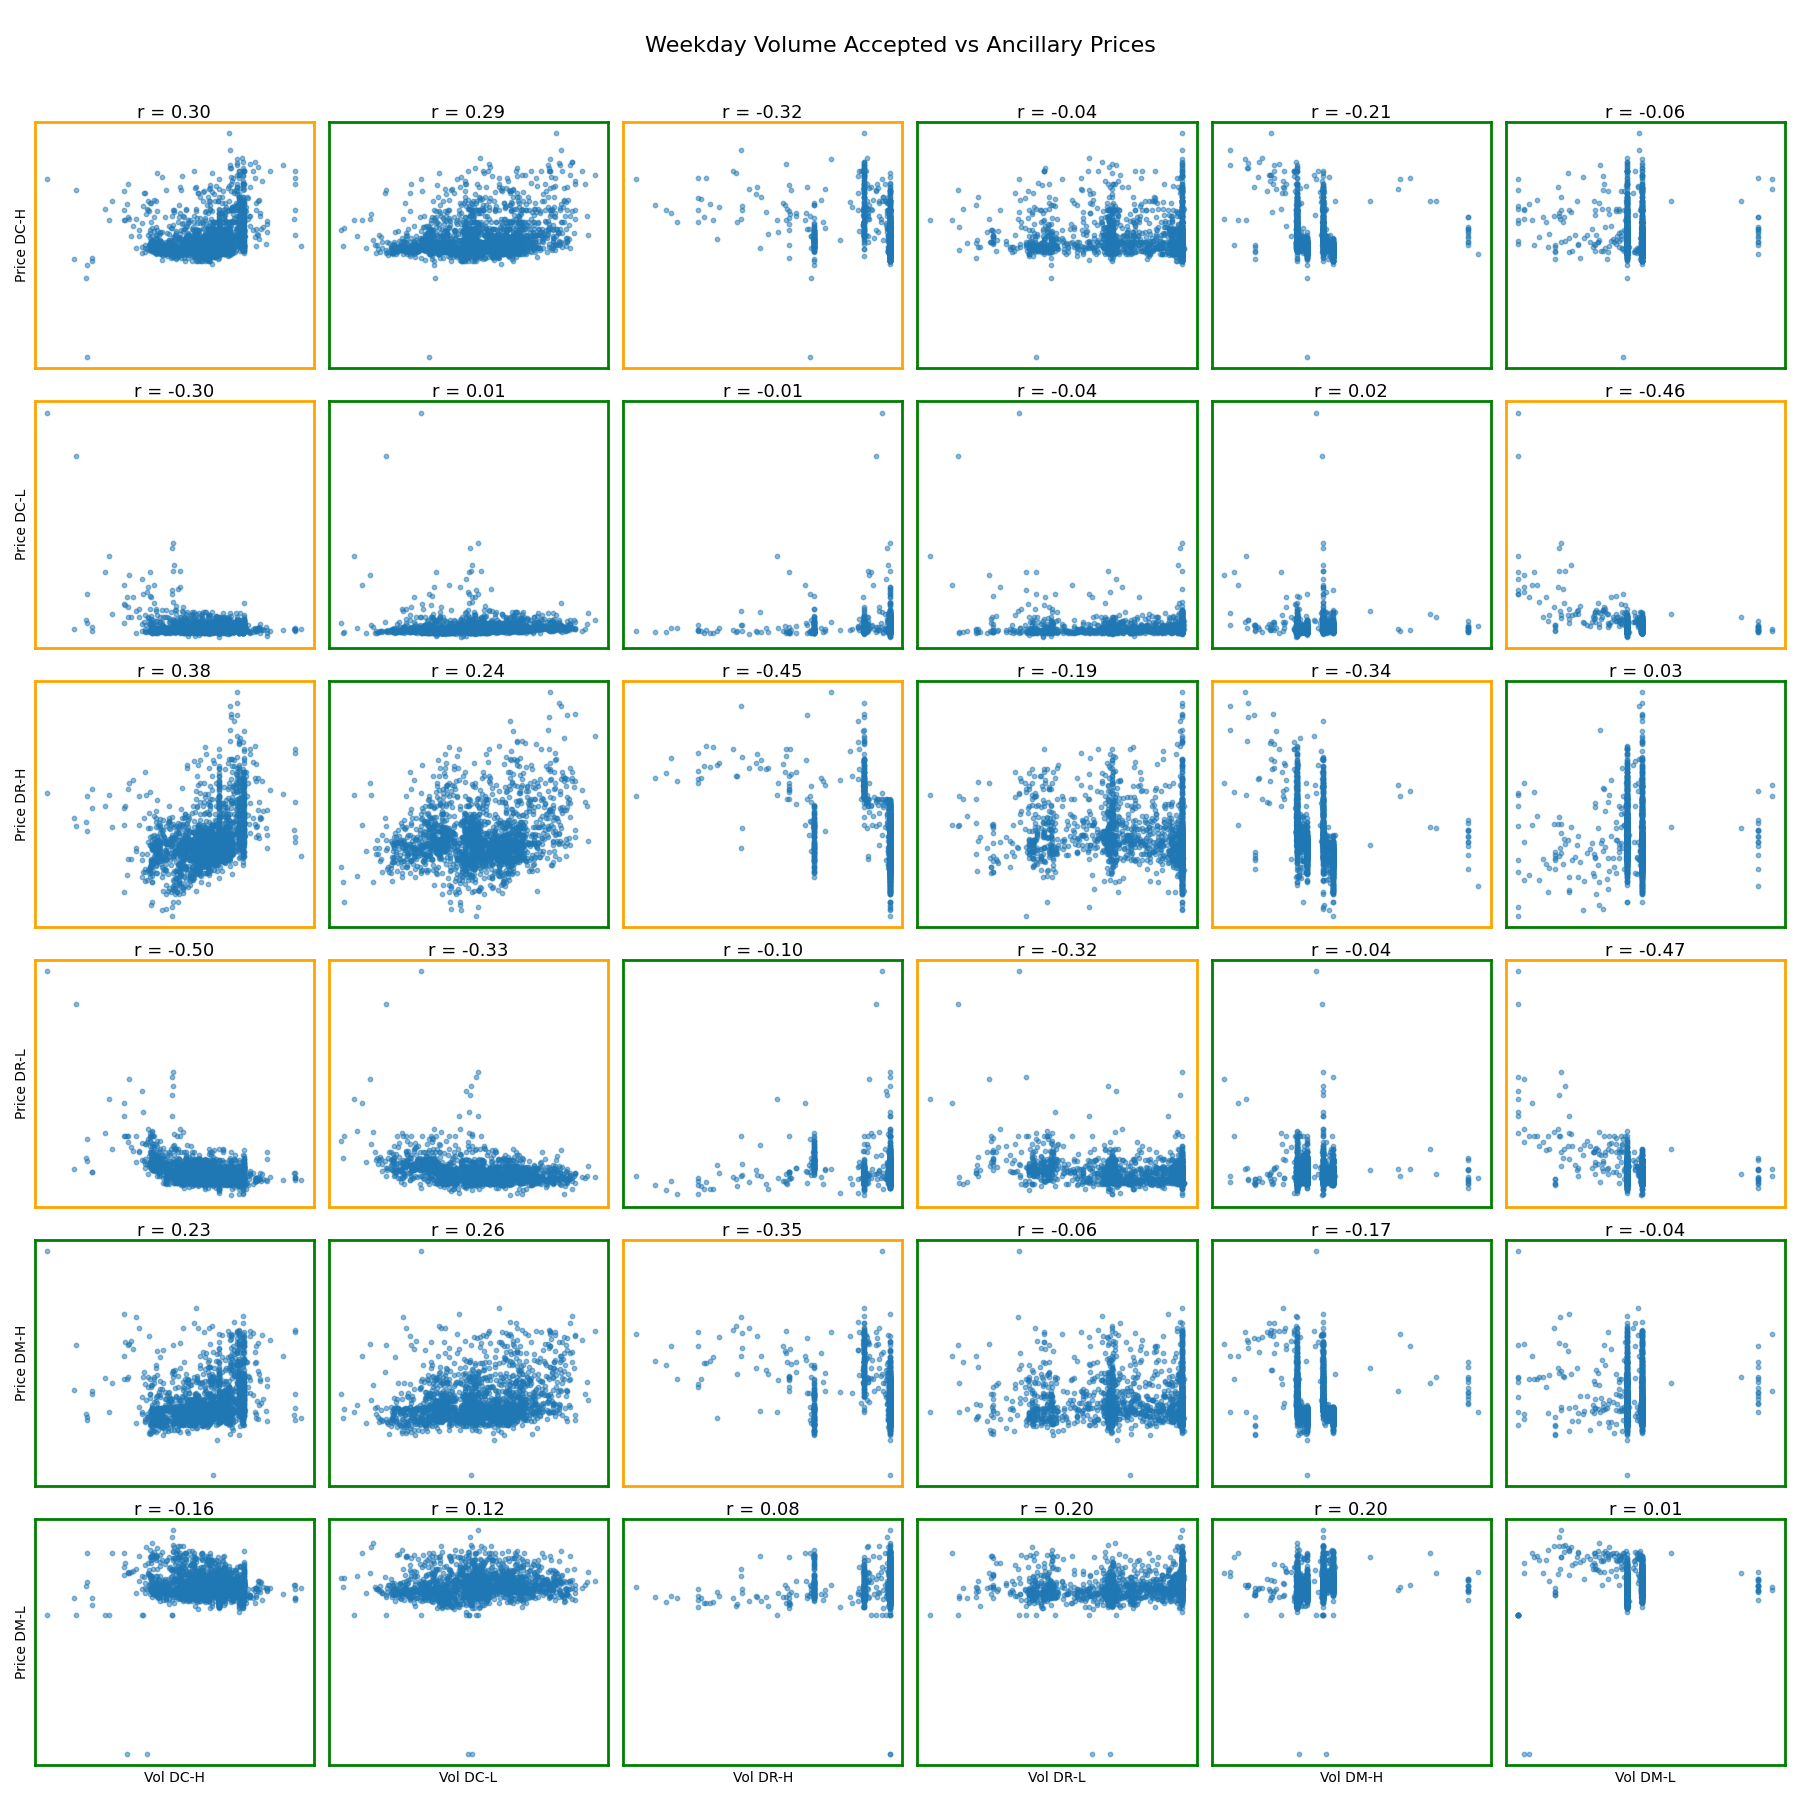 Weekday Volume Accepted vs Ancillary Prices
r = 0.30
r = 0.29
r = -0.32
r = -0.04
r = -0.21
r = -0.06
Price DC-H
r = -0.30
r = 0.01
r = -0.01
r = -0.04
r = 0.02
r = -0.46
Price DC-L
r = 0.38
r = 0.24
r = -0.45
r = -0.19
r = -0.34
r = 0.03
Price DR-H
r = -0.50
r = -0.33
r = -0.10
r = -0.32
r = -0.04
r = -0.47
Price DR-L
r = 0.23
r = 0.26
r = -0.35
r = -0.06
r = -0.17
r = -0.04
Price DM-H
r = -0.16
r = 0.12
r = 0.08
r = 0.20
r = 0.20
r = 0.01
Price DM-L
Vol DC-H
Vol DC-L
Vol DR-H
Vol DR-L
Vol DM-H
Vol DM-L